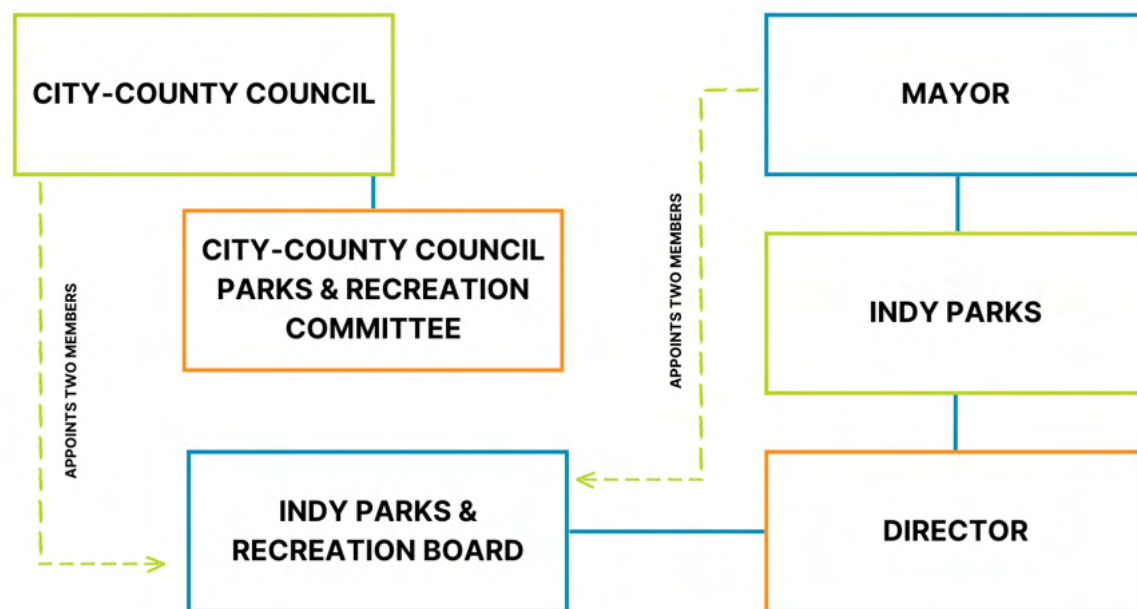 CITY-COUNTY COUNCIL
MAYOR
CITY-COUNTY COUNCIL
PARKS & RECREATION
COMMITTEE
APPOINTS TWO MEMBERS
APPOINTS TWO MEMBERS
INDY PARKS
INDY PARKS &
RECREATION BOARD
DIRECTOR